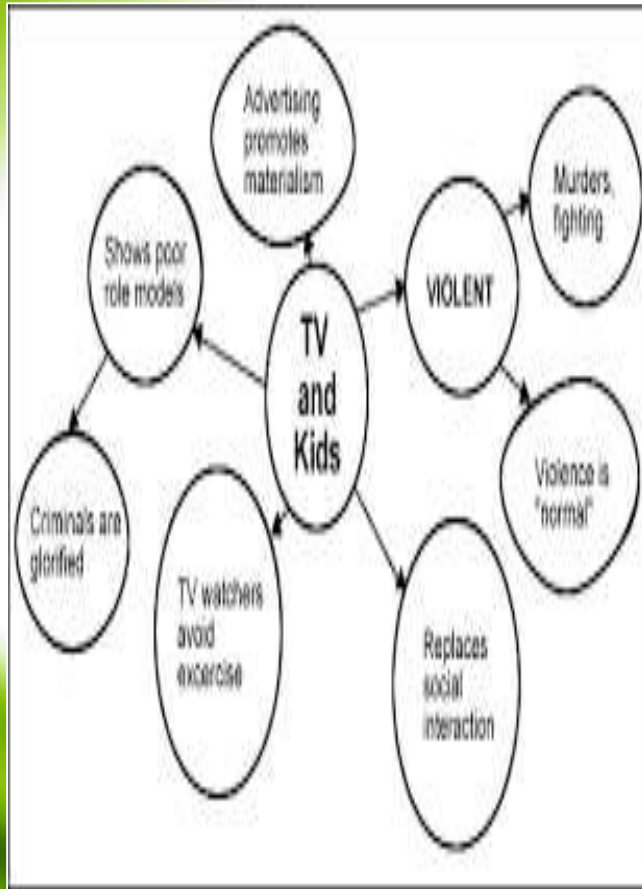 Advertising
promotes
materialism
Murders,
fighting
Shows poor
role models
VIOLENT
TV
and
Kids
Criminals are
glorified
Violence is
"normal"
TV watchers
avoid
excercise
Replaces
social
interaction